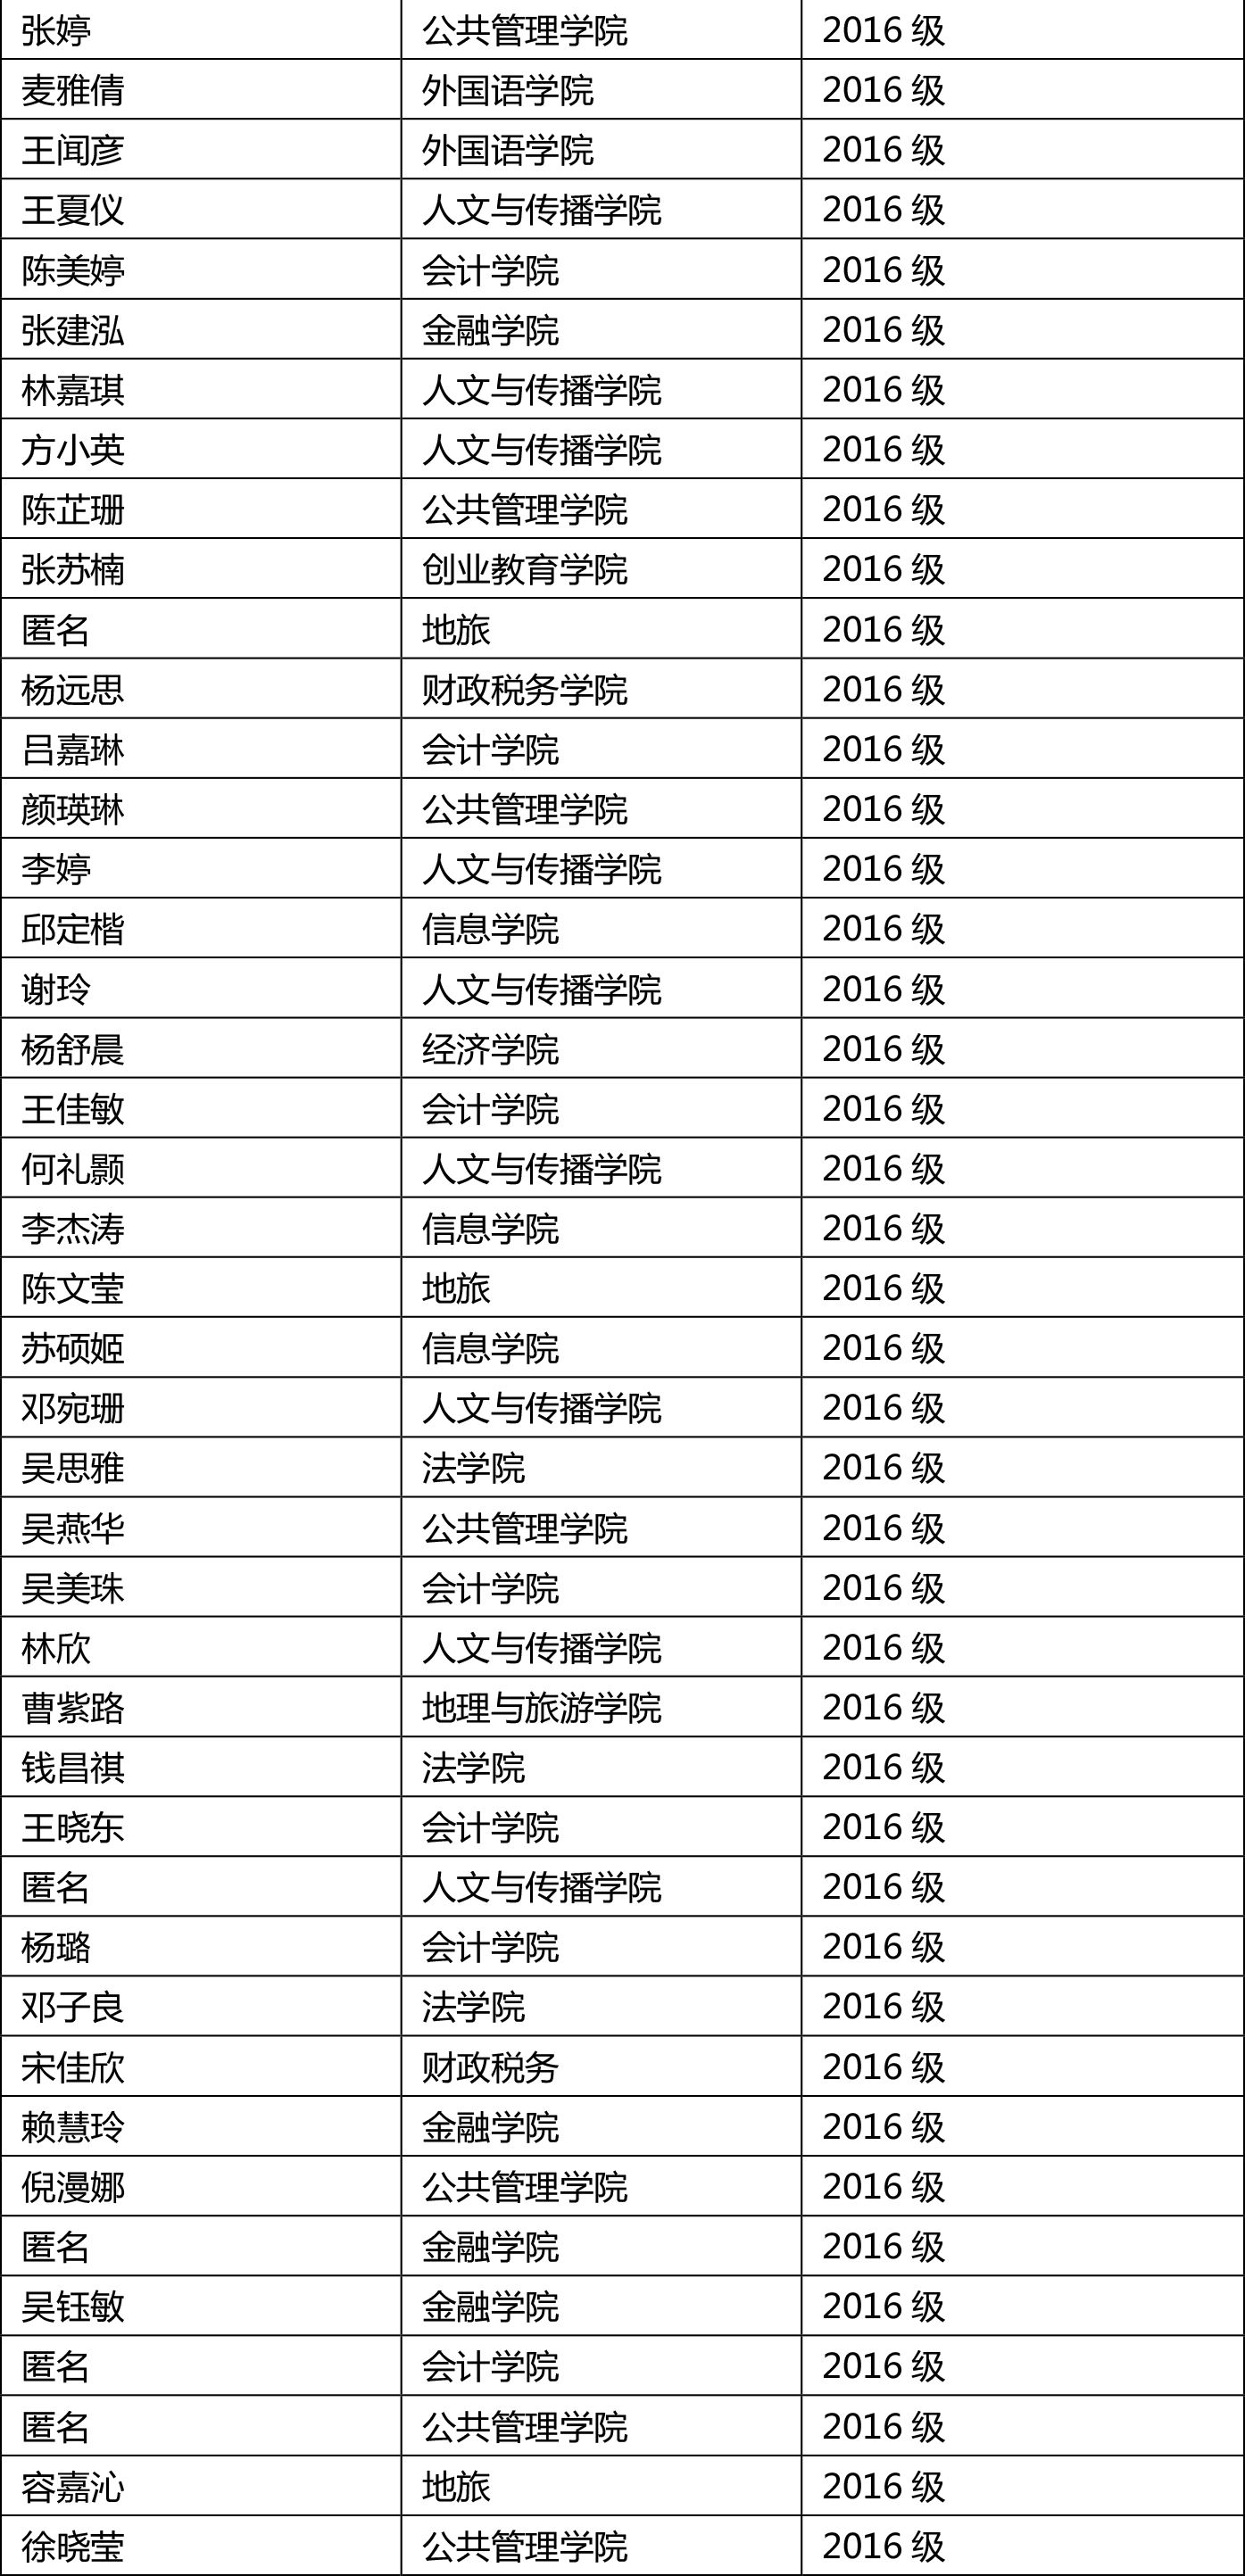 张婷 公共管理学院 2016 级
麦雅倩 外国语学院 2016 级
王闻彦 外国语学院 2016 级
王夏仪 人文与传播学院 2016 级
陈美婷 会计学院 2016 级
张建泓 金融学院 2016 级
林嘉琪 人文与传播学院 2016 级
方小英 人文与传播学院 2016 级
陈芷珊 公共管理学院 2016 级
张苏楠 创业教育学院 2016 级
匿名 地旅 2016 级
杨远思 财政税务学院 2016 级
吕嘉琳 会计学院 2016 级
颜瑛琳 公共管理学院 2016 级
李婷 人文与传播学院 2016 级
邱定楷 信息学院 2016 级
谢玲 人文与传播学院 2016 级
杨舒晨 经济学院 2016 级
王佳敏 会计学院 2016 级
何礼颢 人文与传播学院 2016 级
李杰涛 信息学院 2016 级
陈文莹 地旅 2016 级
苏硕姬 信息学院 2016 级
邓宛珊 人文与传播学院 2016 级
吴思雅 法学院 2016 级
吴燕华 公共管理学院 2016 级
吴美珠 会计学院 2016 级
林欣 人文与传播学院 2016 级
曹紫路 地理与旅游学院 2016 级
钱昌祺 法学院 2016 级
王晓东 会计学院 2016 级
匿名 人文与传播学院 2016 级
杨璐 会计学院 2016 级
邓子良 法学院 2016 级
宋佳欣 财政税务 2016 级
赖慧玲 金融学院 2016 级
倪漫娜 公共管理学院 2016 级
匿名 金融学院 2016 级
吴钰敏 金融学院 2016 级
匿名 会计学院 2016 级
匿名 公共管理学院 2016 级
容嘉沁 地旅 2016 级
徐晓莹 公共管理学院 2016 级